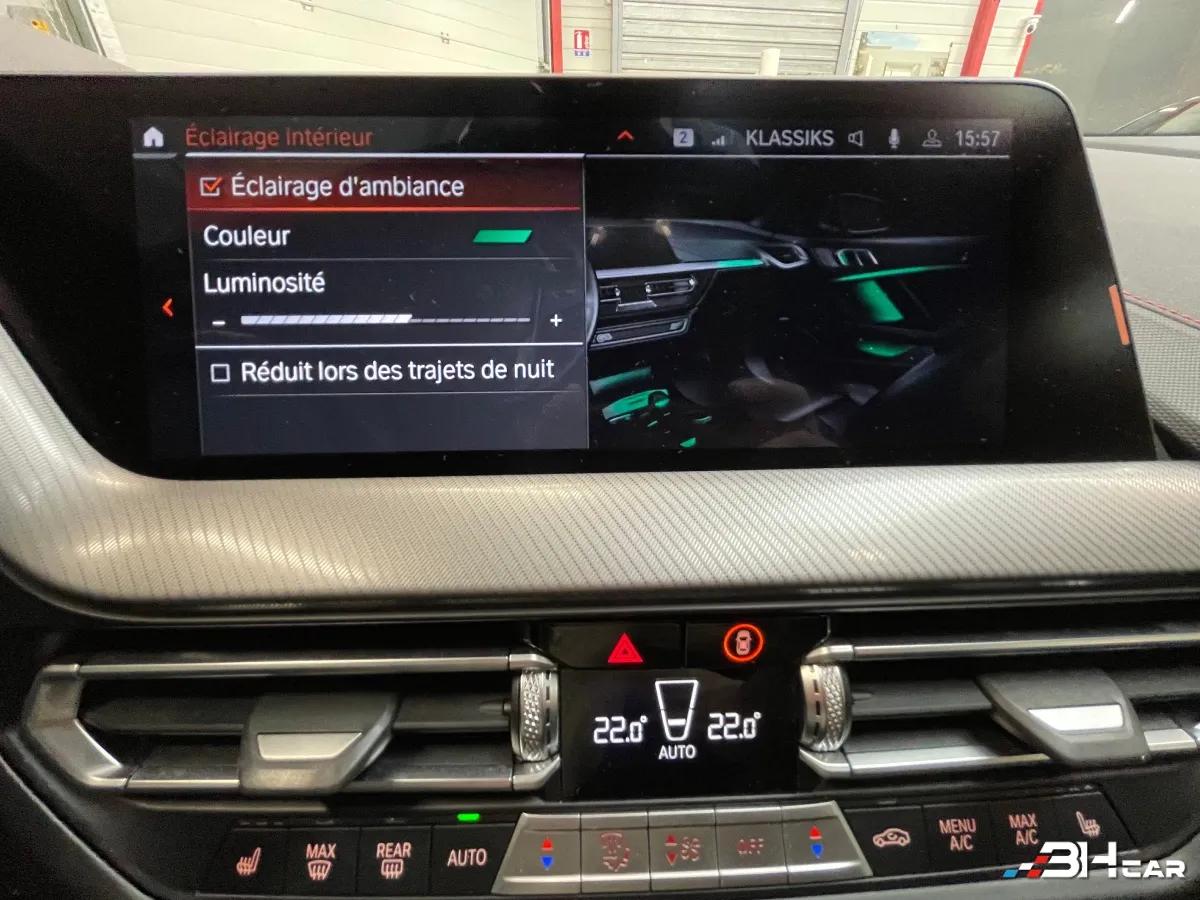 Éclairage intérieur
2
KLASSIKS
15:57
Éclairage d'ambiance
Couleur
Luminosité
- +
Réduit lors des trajets de nuit
22.0° 22.0°
AUTO
MAX
REAR
AUTO
OFF
MENU
A/C
MAX
A/C
3HCAR